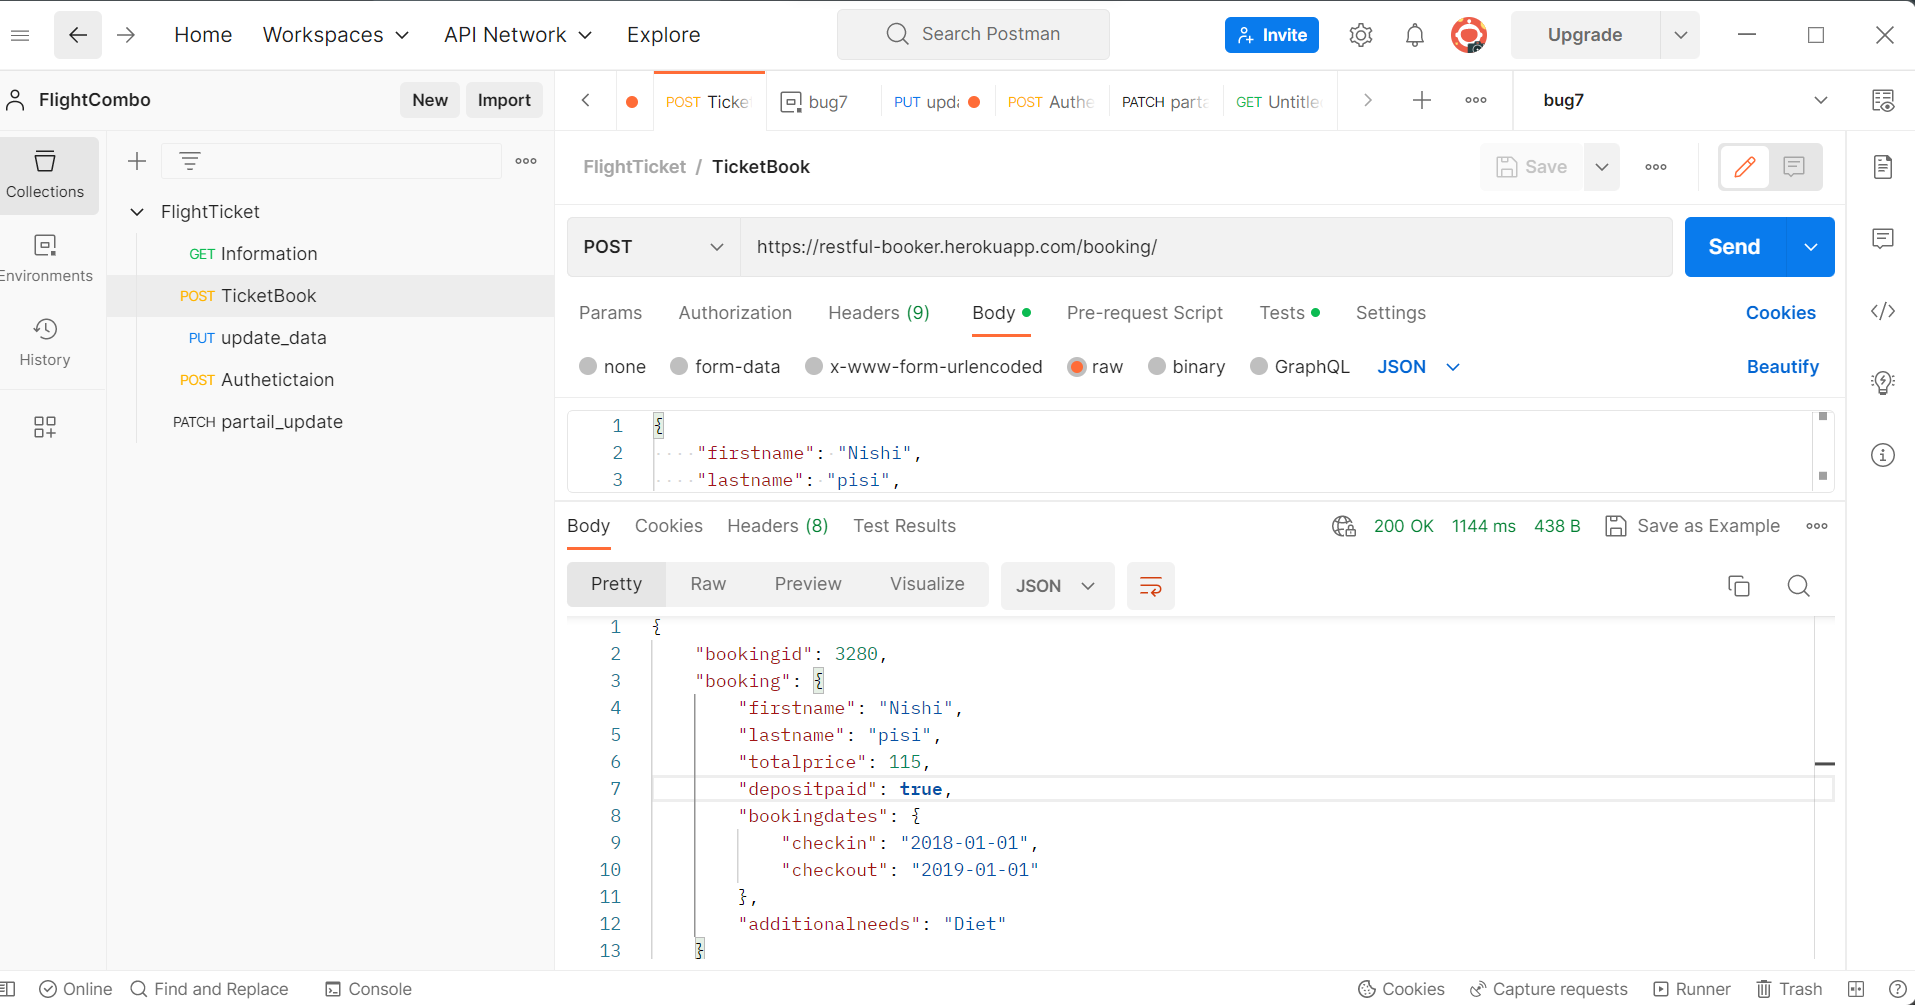 Home Workspaces API Network Explore Search Postman Invite Upgrade
FlightCombo New Import
POST Ticke bug7 PUT upda POST Authe PATCH parta GET Untitle bug7
Collections
Environments
History
FlightTicket
GET Information
POST TicketBook
PUT update_data
POST Authetictaion
PATCH partail_update
FlightTicket / TicketBook Save
POST https://restful-booker.herokuapp.com/booking/ Send
Params Authorization Headers (9) Body Pre-request Script Tests Settings Cookies
none form-data x-www-form-urlencoded raw binary GraphQL JSON Beautify
1 {
2 "firstname": "Nishi",
3 "lastname": "pisi",
Body Cookies Headers (8) Test Results 200 OK 1144 ms 438 B Save as Example
Pretty Raw Preview Visualize JSON
1 {
2 "bookingid": 3280,
3 "booking": {
4 "firstname": "Nishi",
5 "lastname": "pisi",
6 "totalprice": 115,
7 "depositpaid": true,
8 "bookingdates": {
9 "checkin": "2018-01-01",
10 "checkout": "2019-01-01"
11 },
12 "additionalneeds": "Diet"
13 }
Online Find and Replace Console Cookies Capture requests Runner Trash